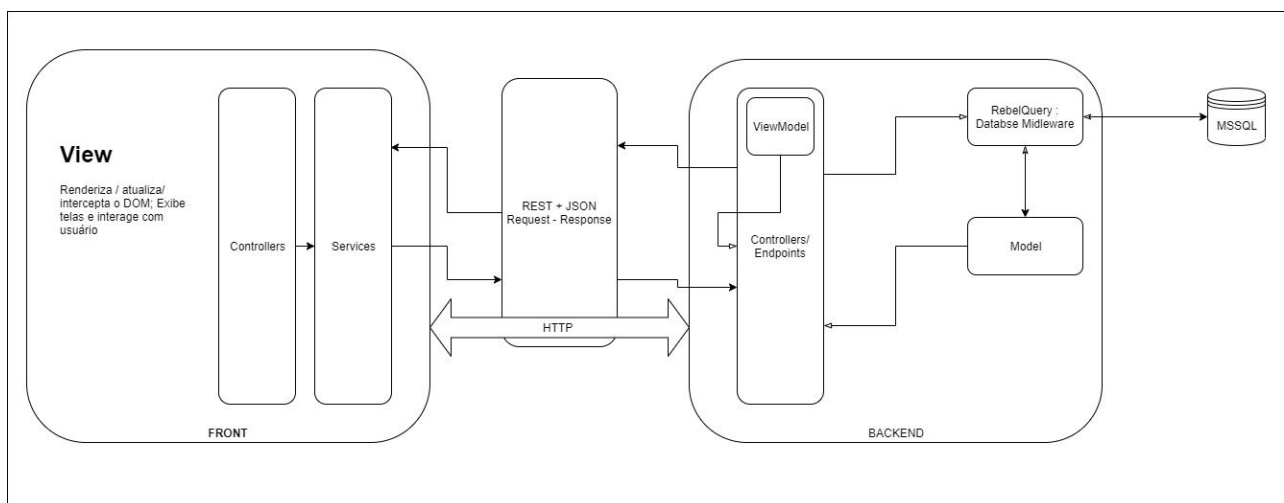 View
Renderiza / atualiza/
intercepta o DOM; Exibe
telas e interage com
usuário
Controllers
Services
FRONT
REST + JSON
Request - Response
HTTP
ViewModel
Controllers/
Endpoints
RebelQuery :
Databse Midleware
Model
BACKEND
MSSQL